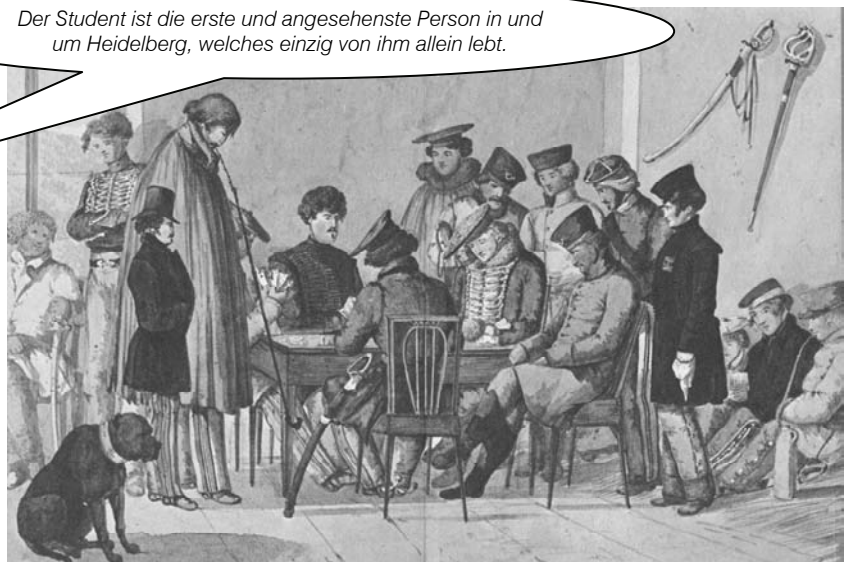 Der Student ist die erste und angesehenste Person in und
um Heidelberg, welches einzig von ihm allein lebt.